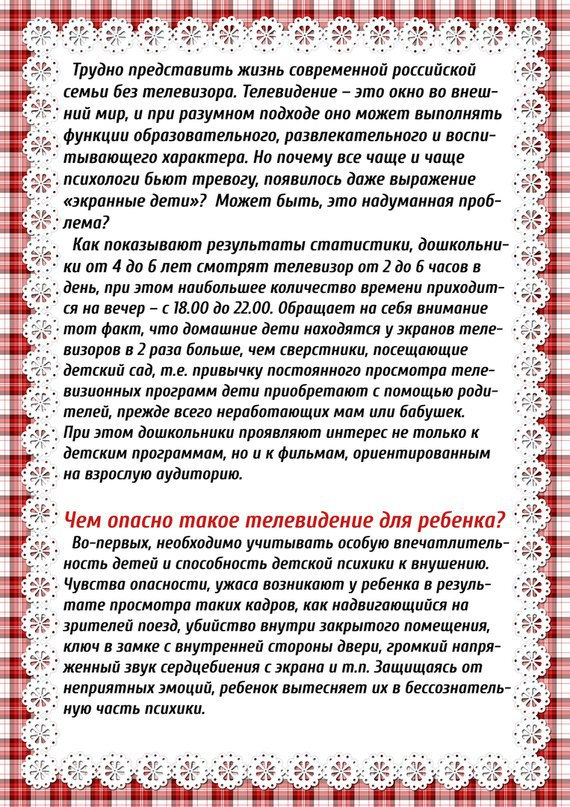 Трудно представить жизнь современной российской
семьи без телевизора. Телевидение – это окно во внеш-
ний мир, и при разумном подходе оно может выполнять
функции образовательного, развлекательного и воспи-
тывающего характера. Но почему все чаще и чаще
психологи бьют тревогу, появилось даже выражение
«экранные дети»? Может быть, это надуманная проб-
лема?
Как показывают результаты статистики, дошкольни-
ки от 4 до 6 лет смотрят телевизор от 2 до 6 часов в
день, при этом наибольшее количество времени приходит-
ся на вечер – с 18.00 до 22.00. Обращает на себя внимание
тот факт, что домашние дети находятся у экранов теле-
визоров в 2 раза больше, чем сверстники, посещающие
детский сад, т.е. привычку постоянного просмотра теле-
визионных программ дети приобретают с помощью роди-
телей, прежде всего неработающих мам или бабушек.
При этом дошкольники проявляют интерес не только к
детским программам, но и к фильмам, ориентированным
на взрослую аудиторию.
Чем опасно такое телевидение для ребенка?
Во-первых, необходимо учитывать особую впечатлитель-
ность детей и способность детской психики к внушению.
Чувства опасности, ужаса возникают у ребенка в резуль-
тате просмотра таких кадров, как надвигающийся на
зрителей поезд, убийство внутри закрытого помещения,
ключ в замке с внутренней стороны двери, громкий напря-
женный звук сердцебиения с экрана и т.п. Защищаясь от
неприятных эмоций, ребенок вытесняет их в бессознатель-
ную часть психики.